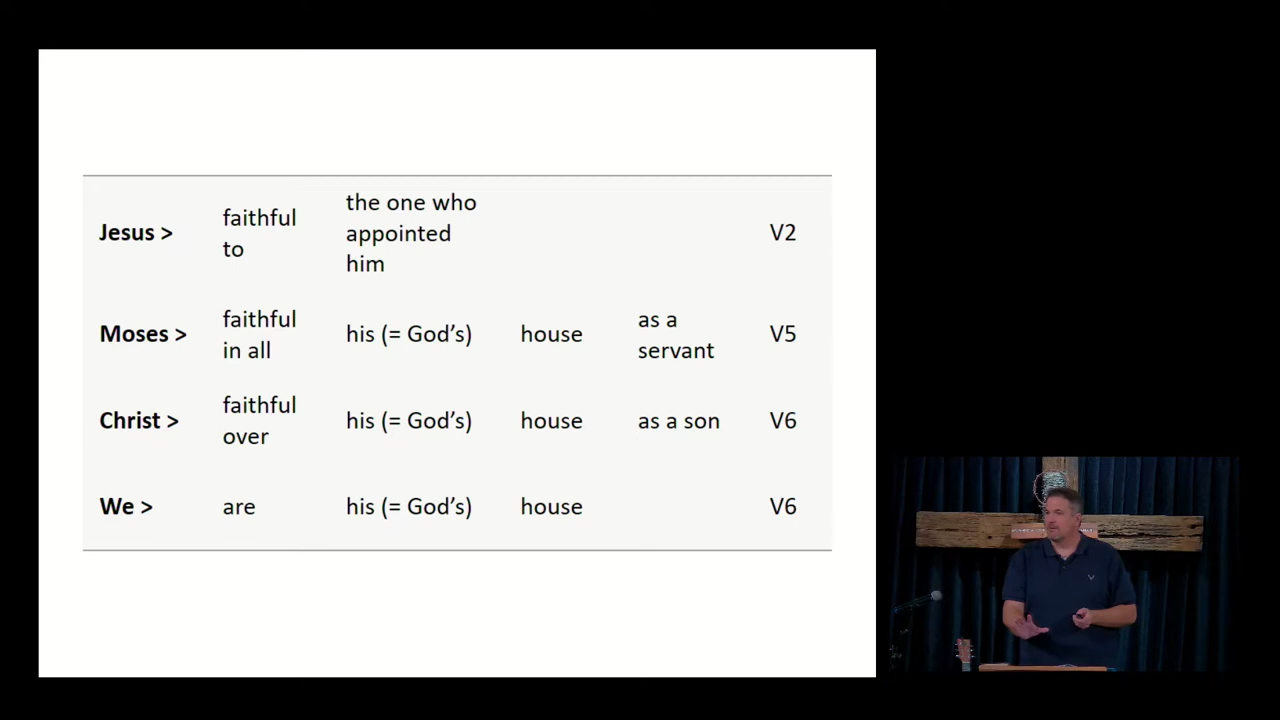 Jesus > faithful to the one who appointed him V2
Moses > faithful in all his (= God's) house as a servant V5
Christ > faithful over his (= God's) house as a son V6
We > are his (= God's) house V6